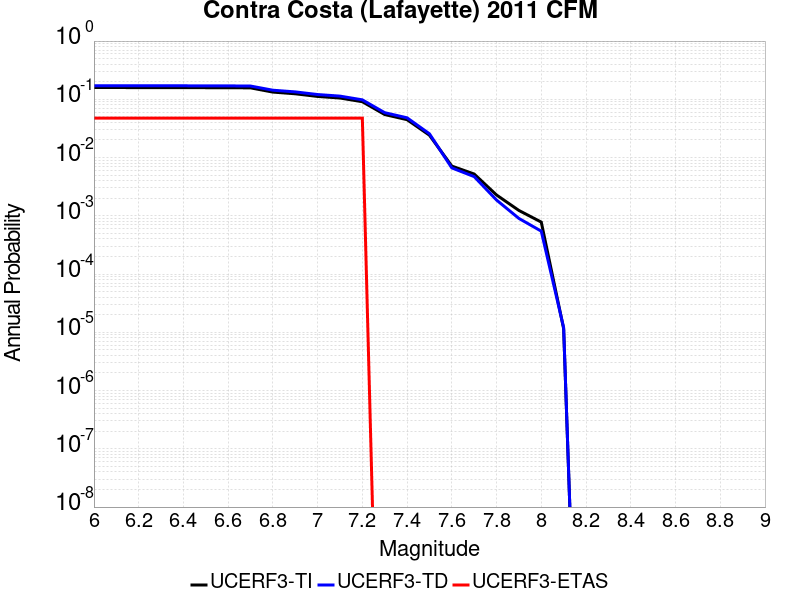 Contra Costa (Lafayette) 2011 CFM
10^0
10^-1
10^-2
10^-3
10^-4
10^-5
10^-6
10^-7
10^-8
Annual Probability
6 6.2 6.4 6.6 6.8 7 7.2 7.4 7.6 7.8 8 8.2 8.4 8.6 8.8 9
Magnitude
UCERF3-TI UCERF3-TD UCERF3-ETAS